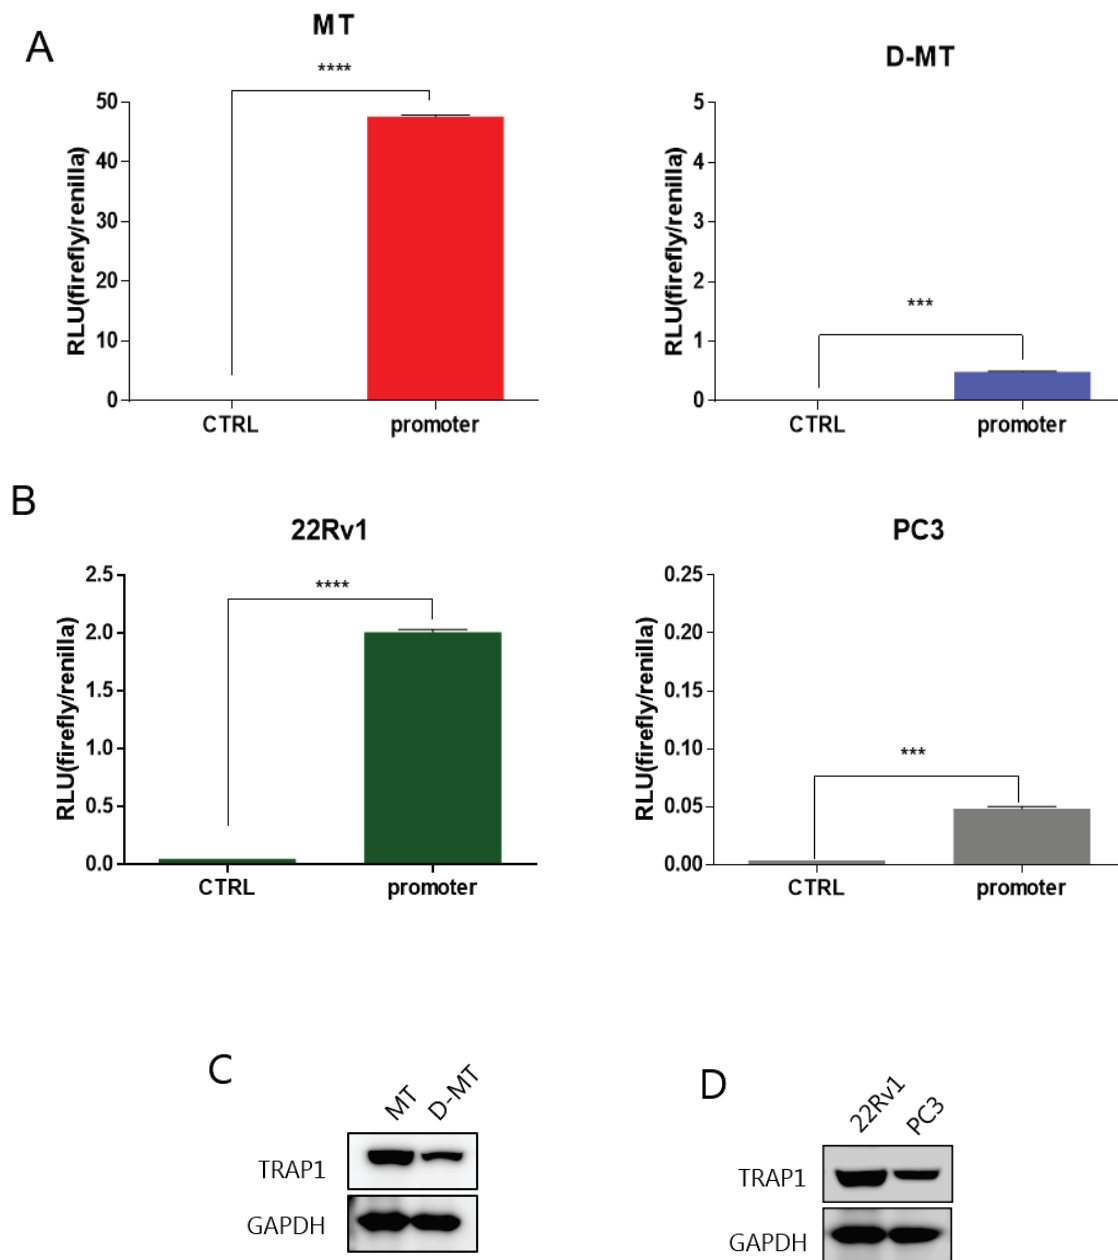 A
MT
****
RLU(firefly/renilla)
50
40
30
20
10
0
CTRL
promoter
D-MT
***
RLU(firefly/renilla)
5
4
3
2
1
0
CTRL
promoter
B
22Rv1
****
RLU(firefly/renilla)
2.5
2.0
1.5
1.0
0.5
0.0
CTRL
promoter
PC3
***
RLU(firefly/renilla)
0.25
0.20
0.15
0.10
0.05
0.00
CTRL
promoter
C
MT
D-MT
TRAP1
GAPDH
D
22Rv1
PC3
TRAP1
GAPDH